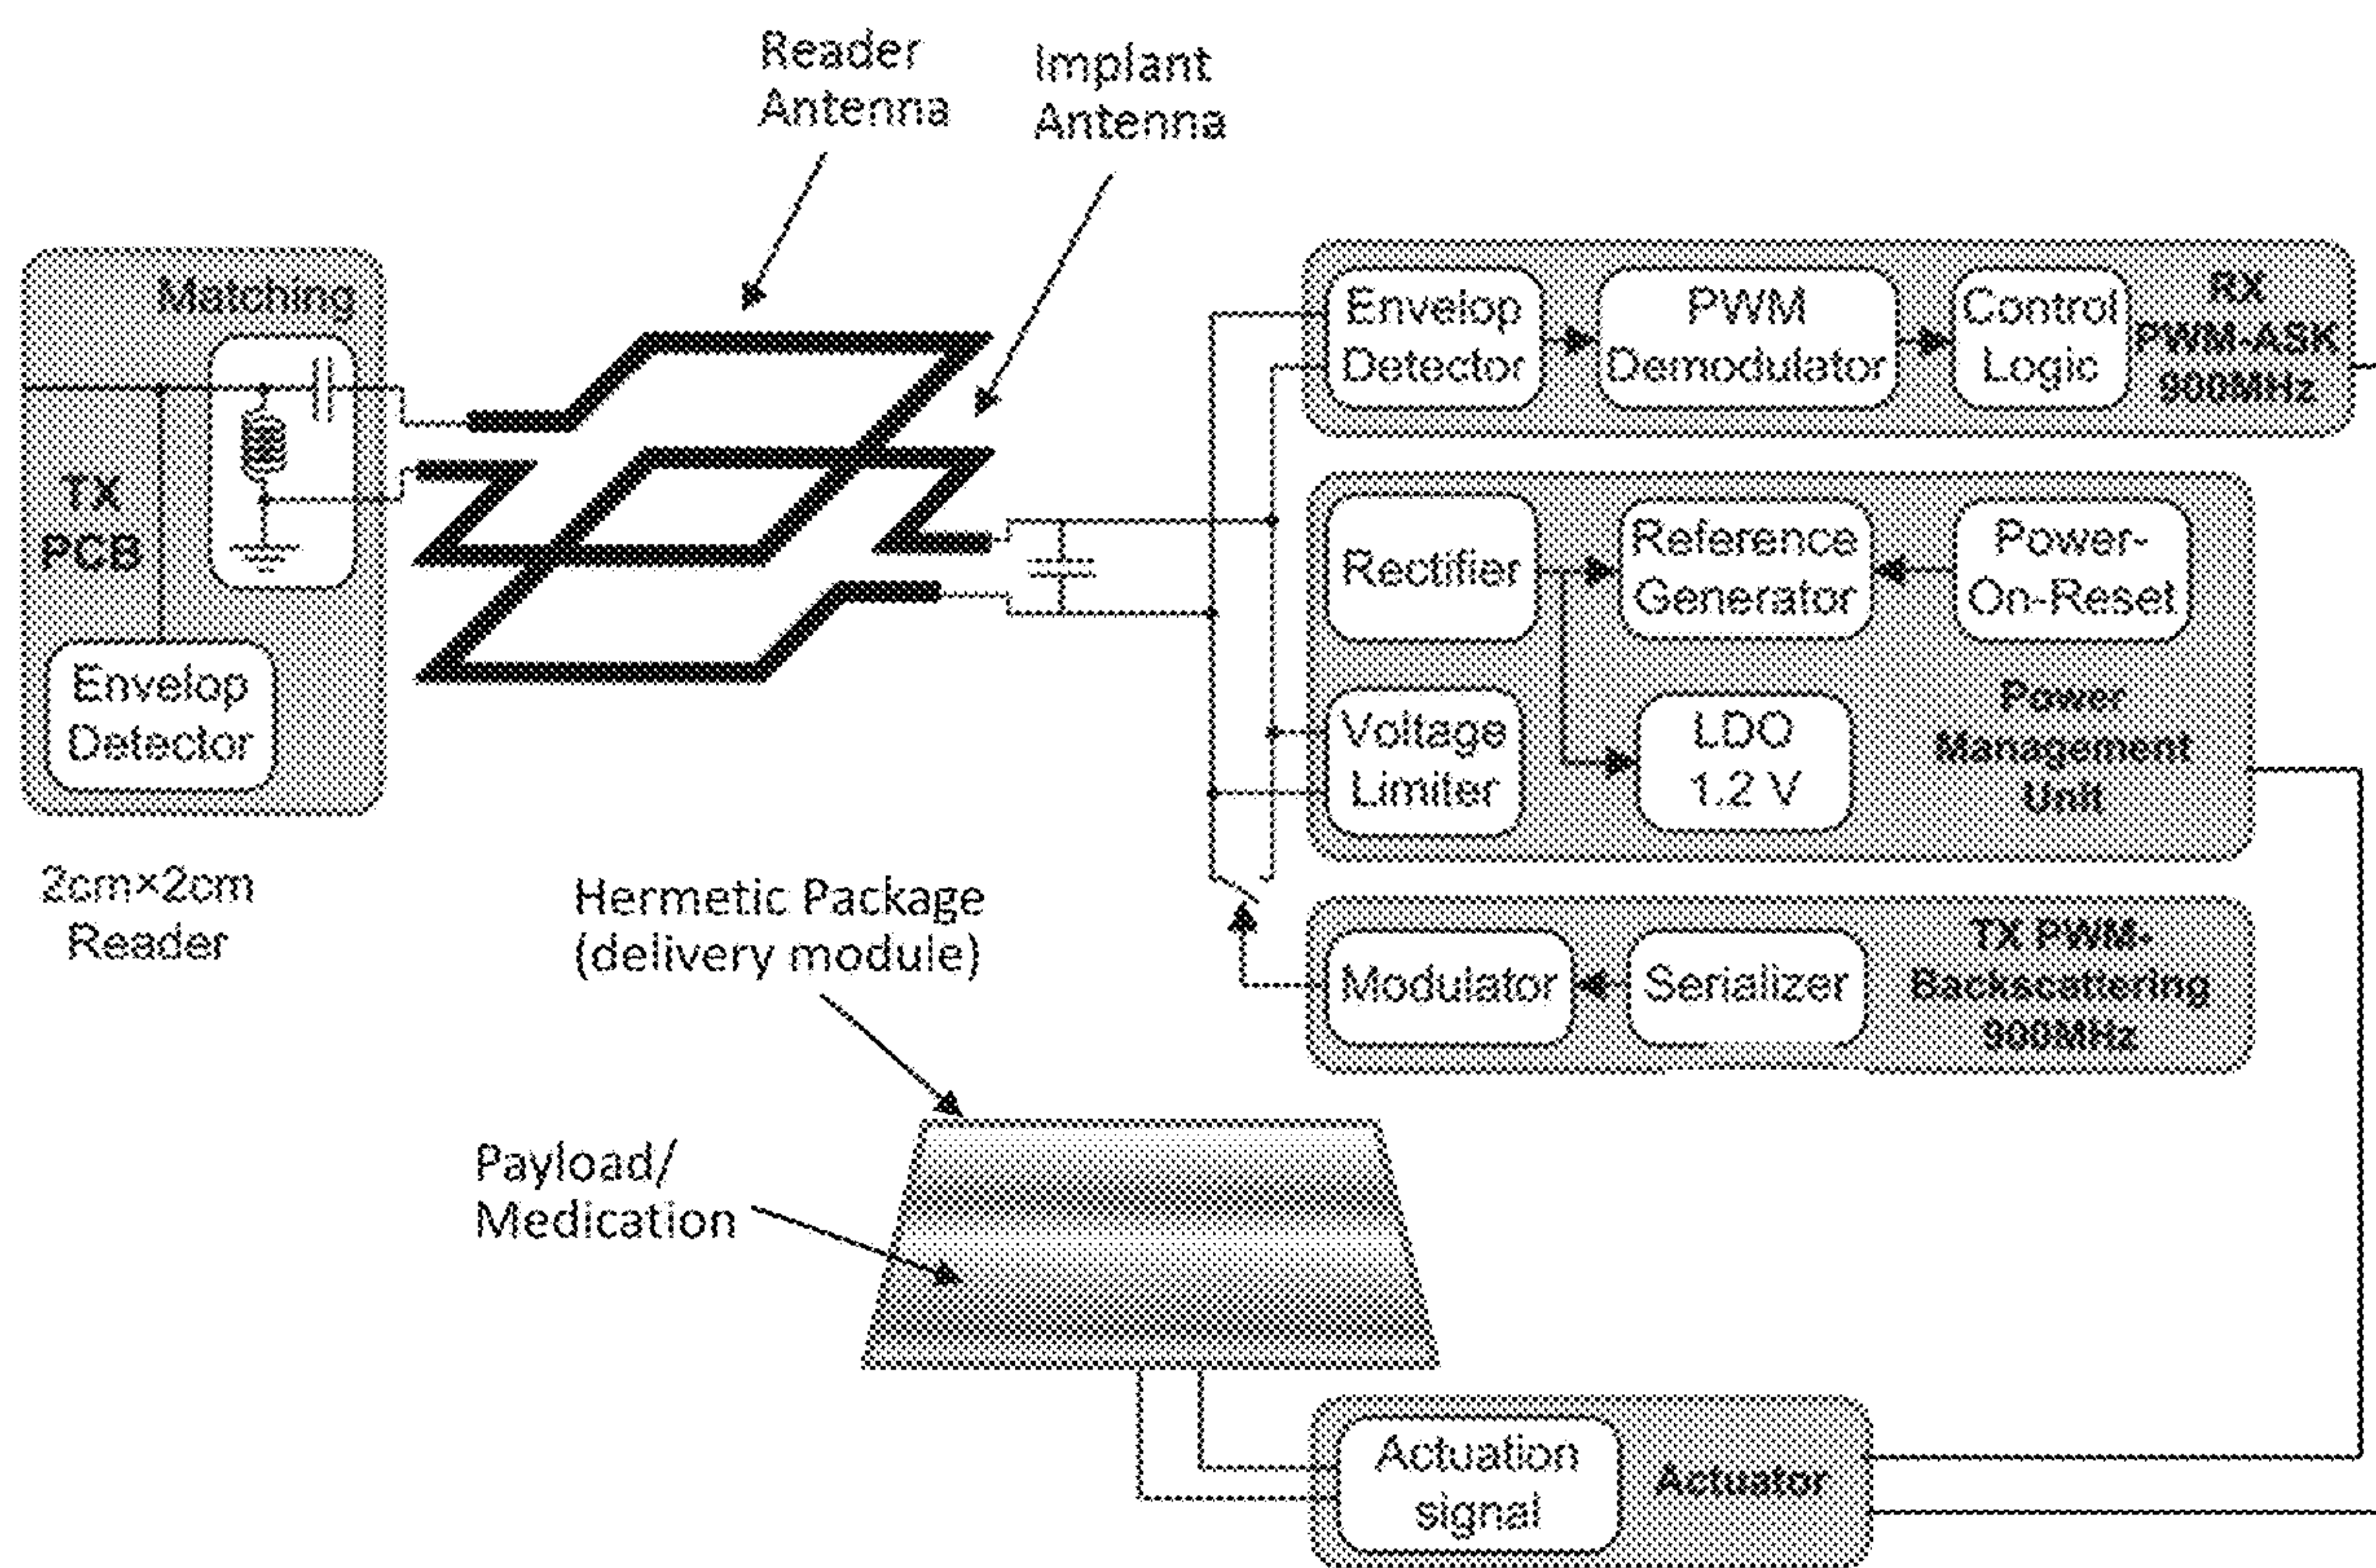 Reader
Antenna
Implant
Antenna
Matching
TX
PCB
Envelop
Detector
2cm×2cm
Reader
Envelop
Detector
PWM
Demodulator
Control
Logic
RX
PWM-ASK
900MHz
Rectifier
Reference
Generator
Power-
On-Reset
Voltage
Limiter
LDO
1.2 V
Power
Management
Unit
Modulator
Serializer
TX PWM-
Backscattering
900MHz
Hermetic Package
(delivery module)
Payload/
Medication
Actuation
signal
Actuator